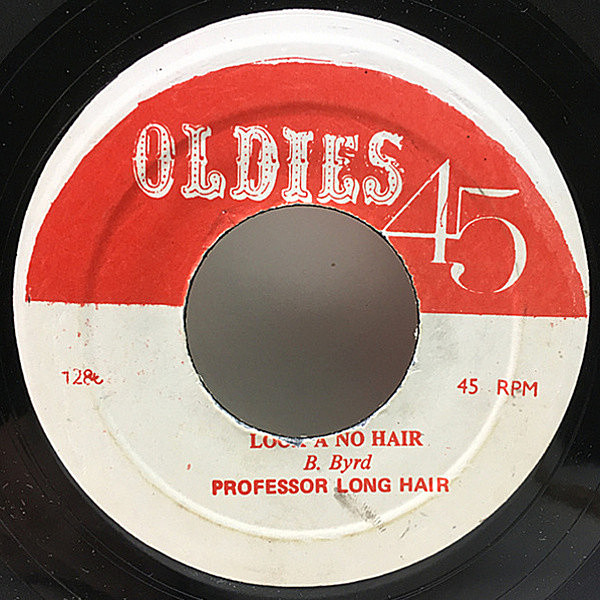 OLDIES 45
45 RPM
A NO HAIR
B. Byrd
PROFESSOR LONG HAIR